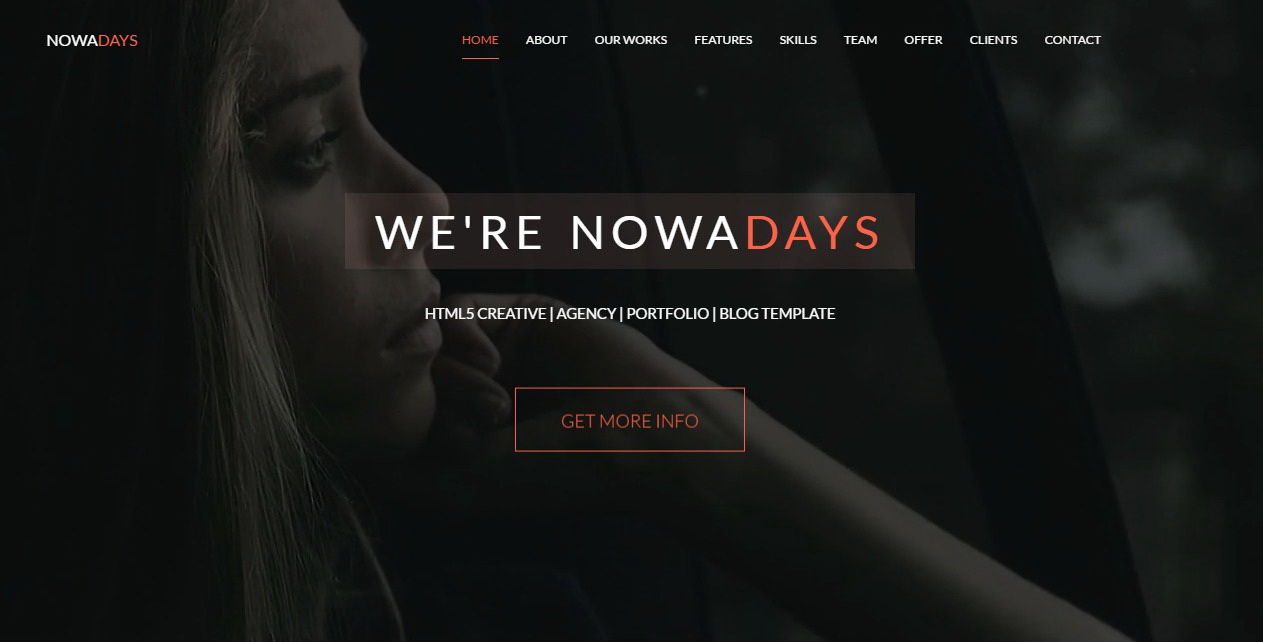 NOWADAYS HOME ABOUT OUR WORKS FEATURES SKILLS TEAM OFFER CLIENTS CONTACT
WE'RE NOWADAYS
HTML5 CREATIVE | AGENCY | PORTFOLIO | BLOG TEMPLATE
GET MORE INFO